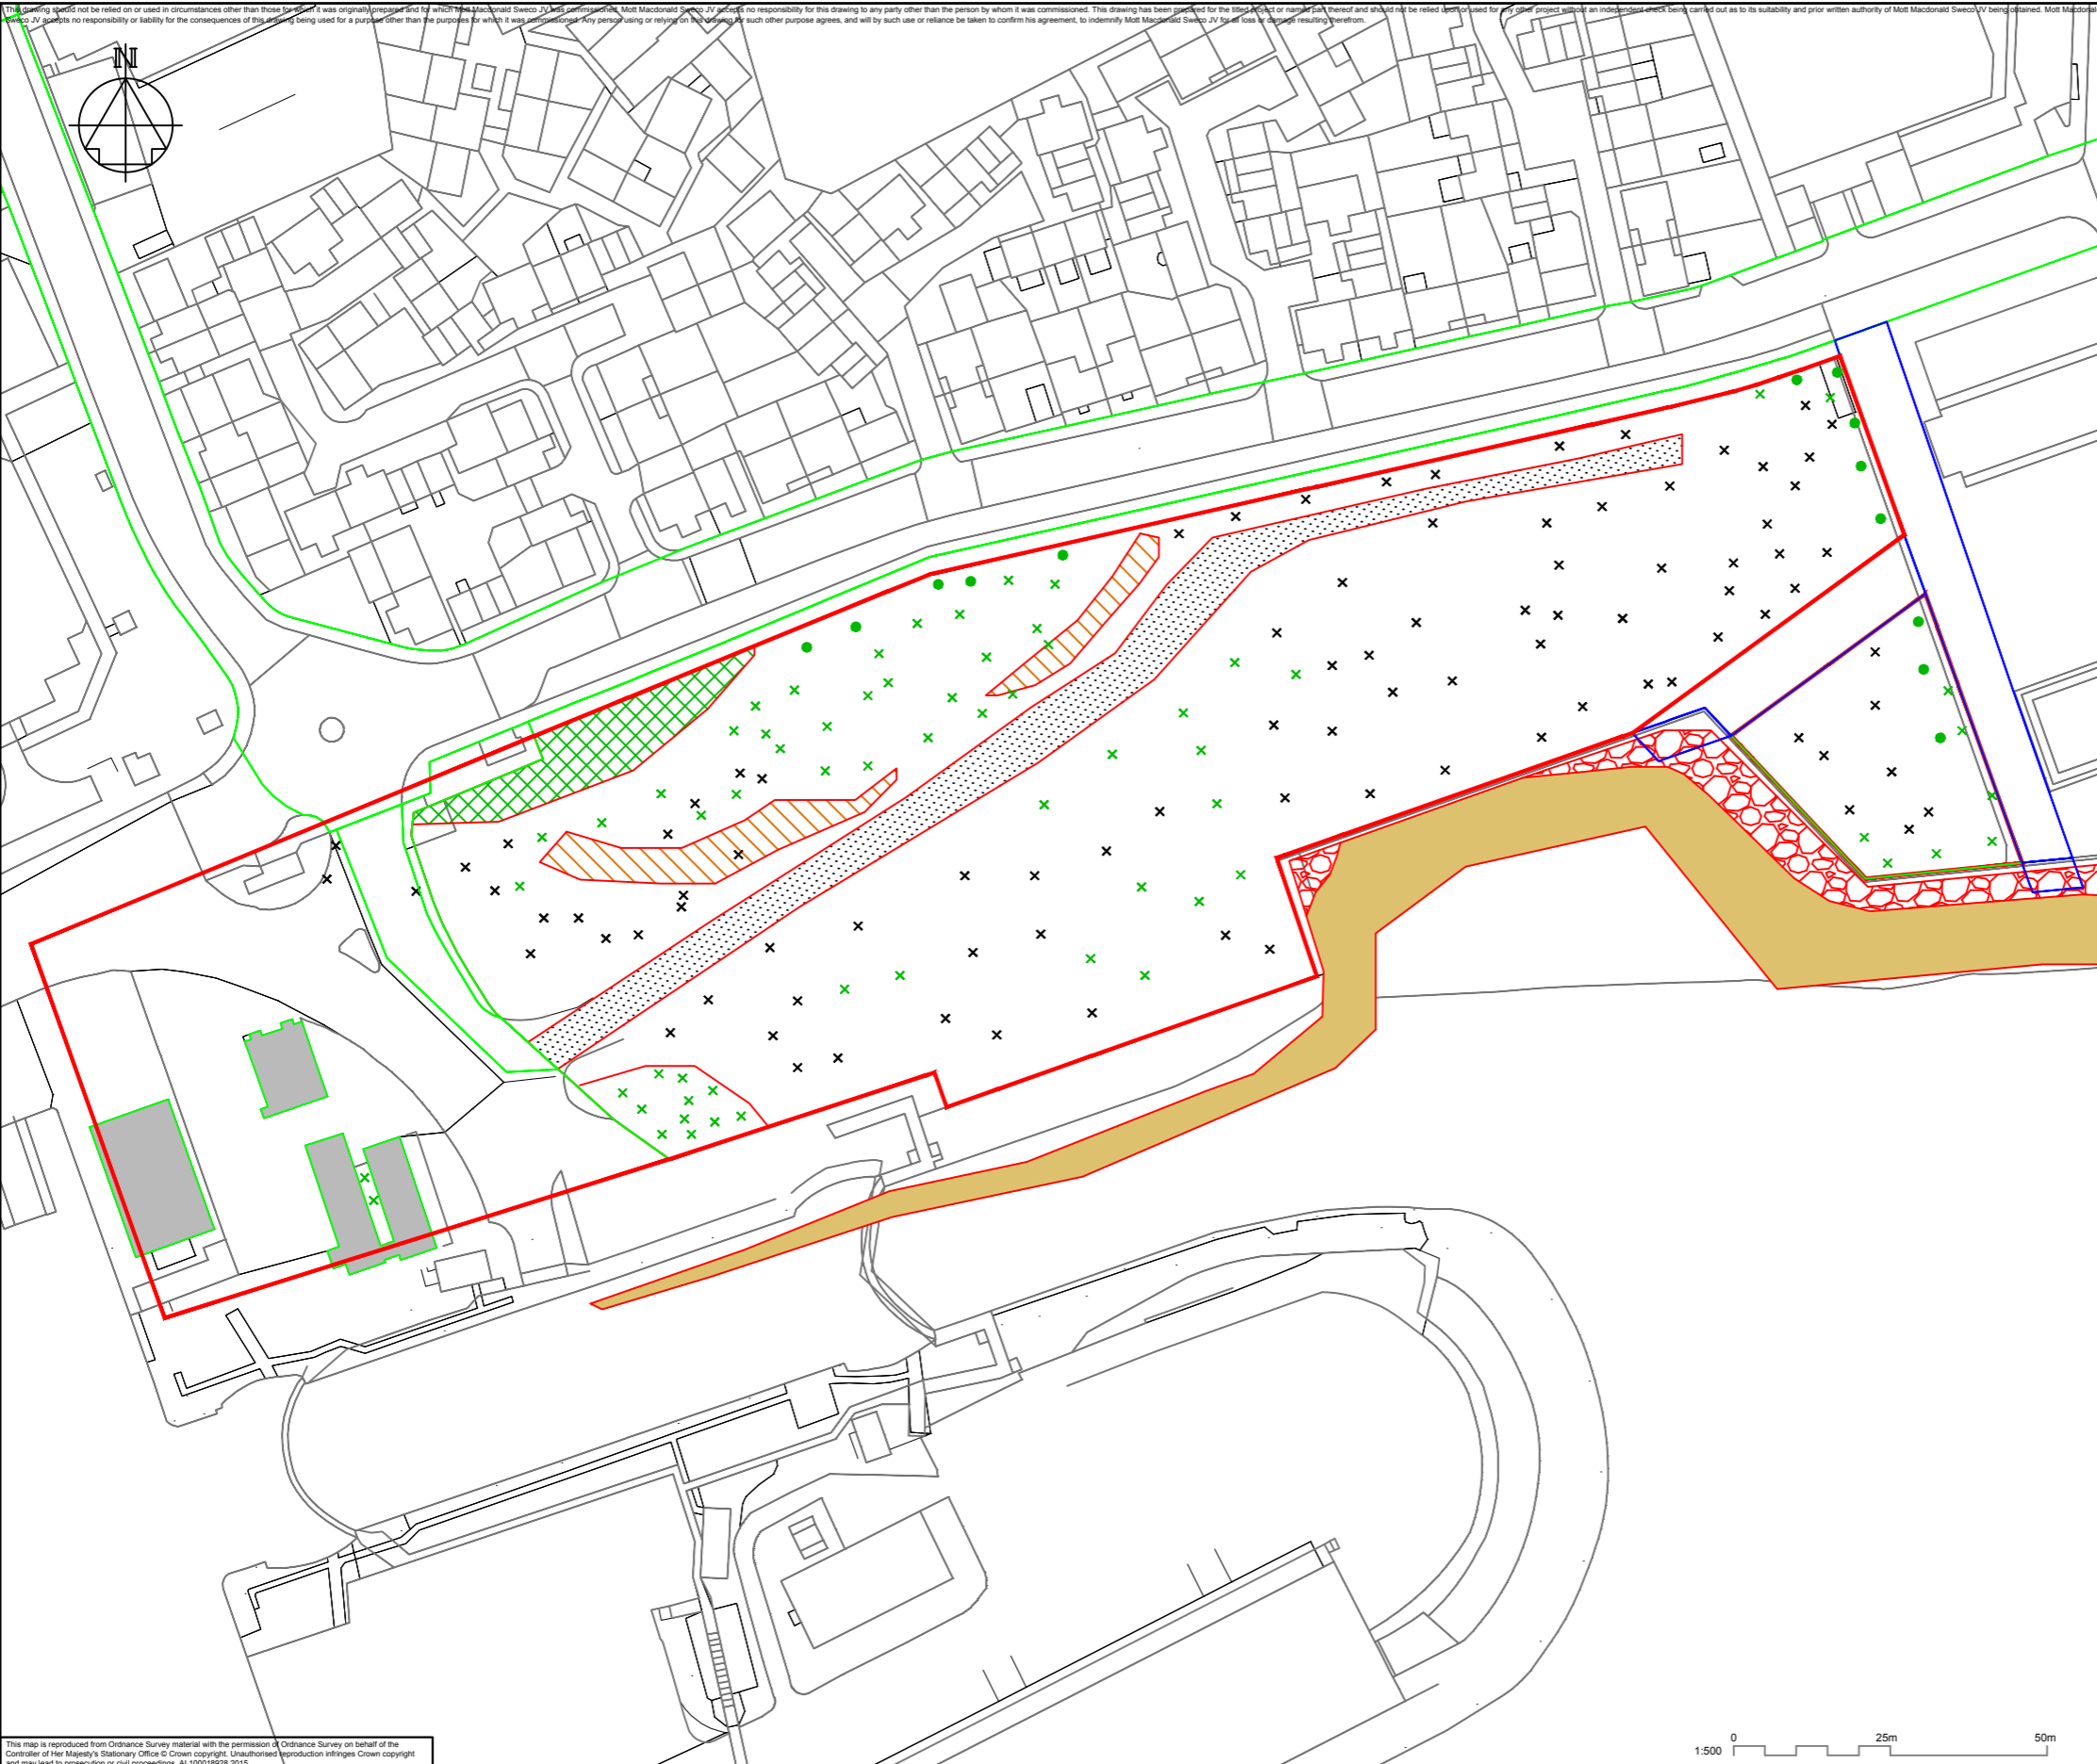 This drawing should not be relied on or used in circumstances other than those for which it was originally prepared and for which Mott Macdonald Sweco JV was commissioned. Mott Macdonald Sweco JV accepts no responsibility for this drawing to any party other than the person by whom it was commissioned. This drawing has been prepared for the titled project or named part thereof and should not be relied upon or used for any other project without an independent check being carried out as to its suitability and prior written authority of Mott Macdonald Sweco JV being obtained. Mott Macdonald
Sweco JV accepts no responsibility or liability for the consequences of this drawing being used for a purpose other than the purposes for which it was commissioned. Any person using or relying on this drawing for such other purpose agrees, and will by such use or reliance be taken to confirm his agreement, to indemnify Mott Macdonald Sweco JV for all loss or damage resulting therefrom.
N
0 25m 50m
1:500
This map is reproduced from Ordnance Survey material with the permission of Ordnance Survey on behalf of the
Controller of Her Majesty's Stationary Office © Crown copyright. Unauthorised reproduction infringes Crown copyright
and may lead to prosecution or civil proceedings. AL100018928 2015